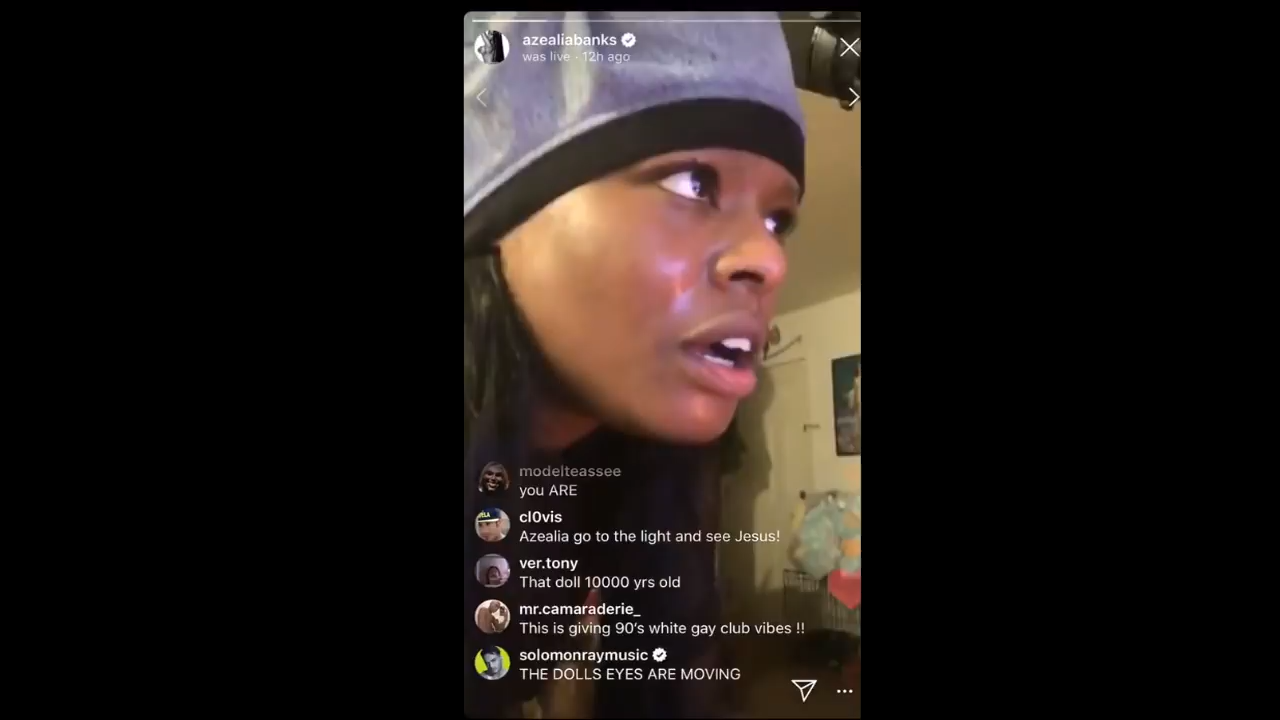 azealiabanks
was live · 12h ago
modelteassee
you ARE
cl0vis
Azealia go to the light and see Jesus!
ver.tony
That doll 10000 yrs old
mr.camaraderie_
This is giving 90's white gay club vibes !!
solomonraymusic
THE DOLLS EYES ARE MOVING